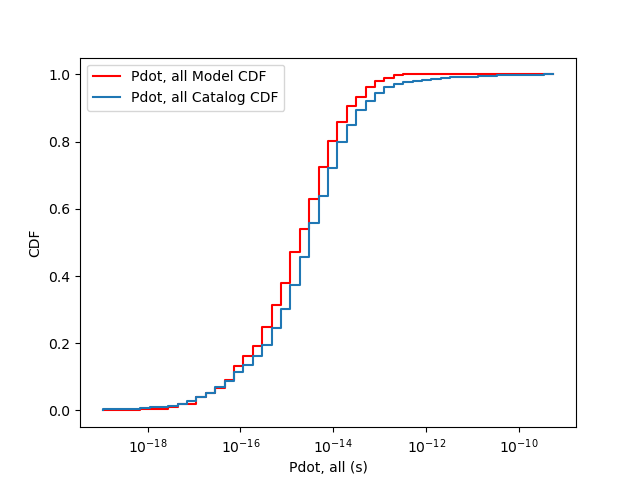 Pdot, all Model CDF
Pdot, all Catalog CDF
1.0
0.8
0.6
0.4
0.2
0.0
CDF
10⁻¹⁸ 10⁻¹⁶ 10⁻¹⁴ 10⁻¹² 10⁻¹⁰
Pdot, all (s)